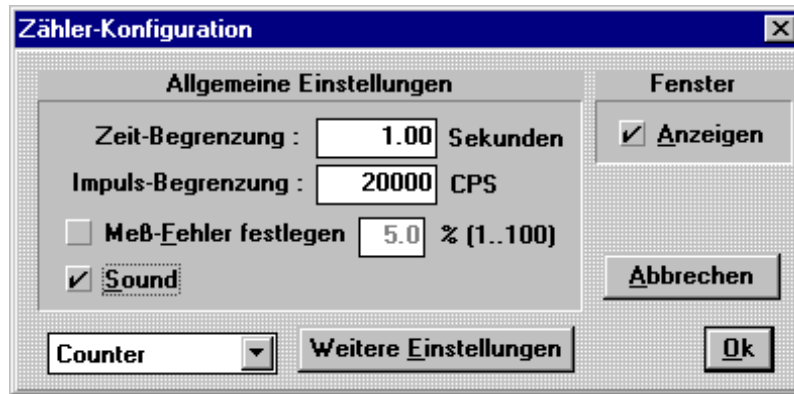 Zähler-Konfiguration
Allgemeine Einstellungen
Zeit-Begrenzung : 1.00 Sekunden
Impuls-Begrenzung : 20000 CPS
Meß-Fehler festlegen 5.0 % (1..100)
Sound
Fenster
Anzeigen
Abbrechen
Counter
Weitere Einstellungen
Ok